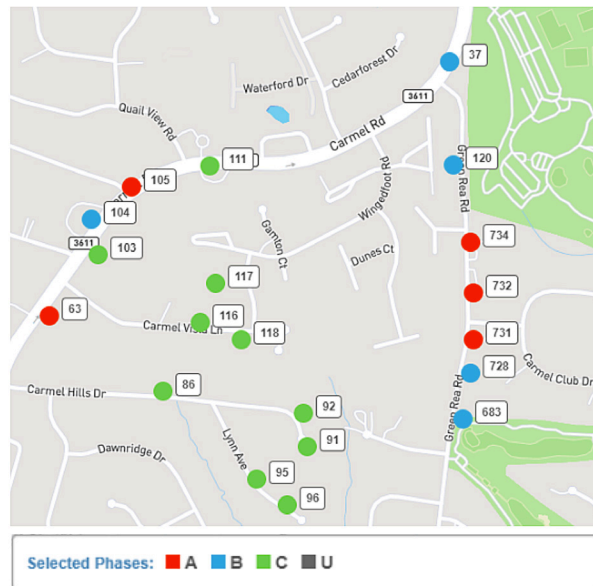 Cedarforest Dr
37
Waterford Dr
3611
Quail View Rd
Carmel Rd
111
120
Green Rea Rd
105
Wingedfoot Rd
104
Gamton Ct
734
3611
103
Dunes Ct
117
732
63
116
Carmel Vista Ln
118
731
728
Carmel Club Dr
86
Carmel Hills Dr
92
683
Green Rea Rd
91
Lynn Ave
Dawnridge Dr
95
96
Selected Phases: A B C U